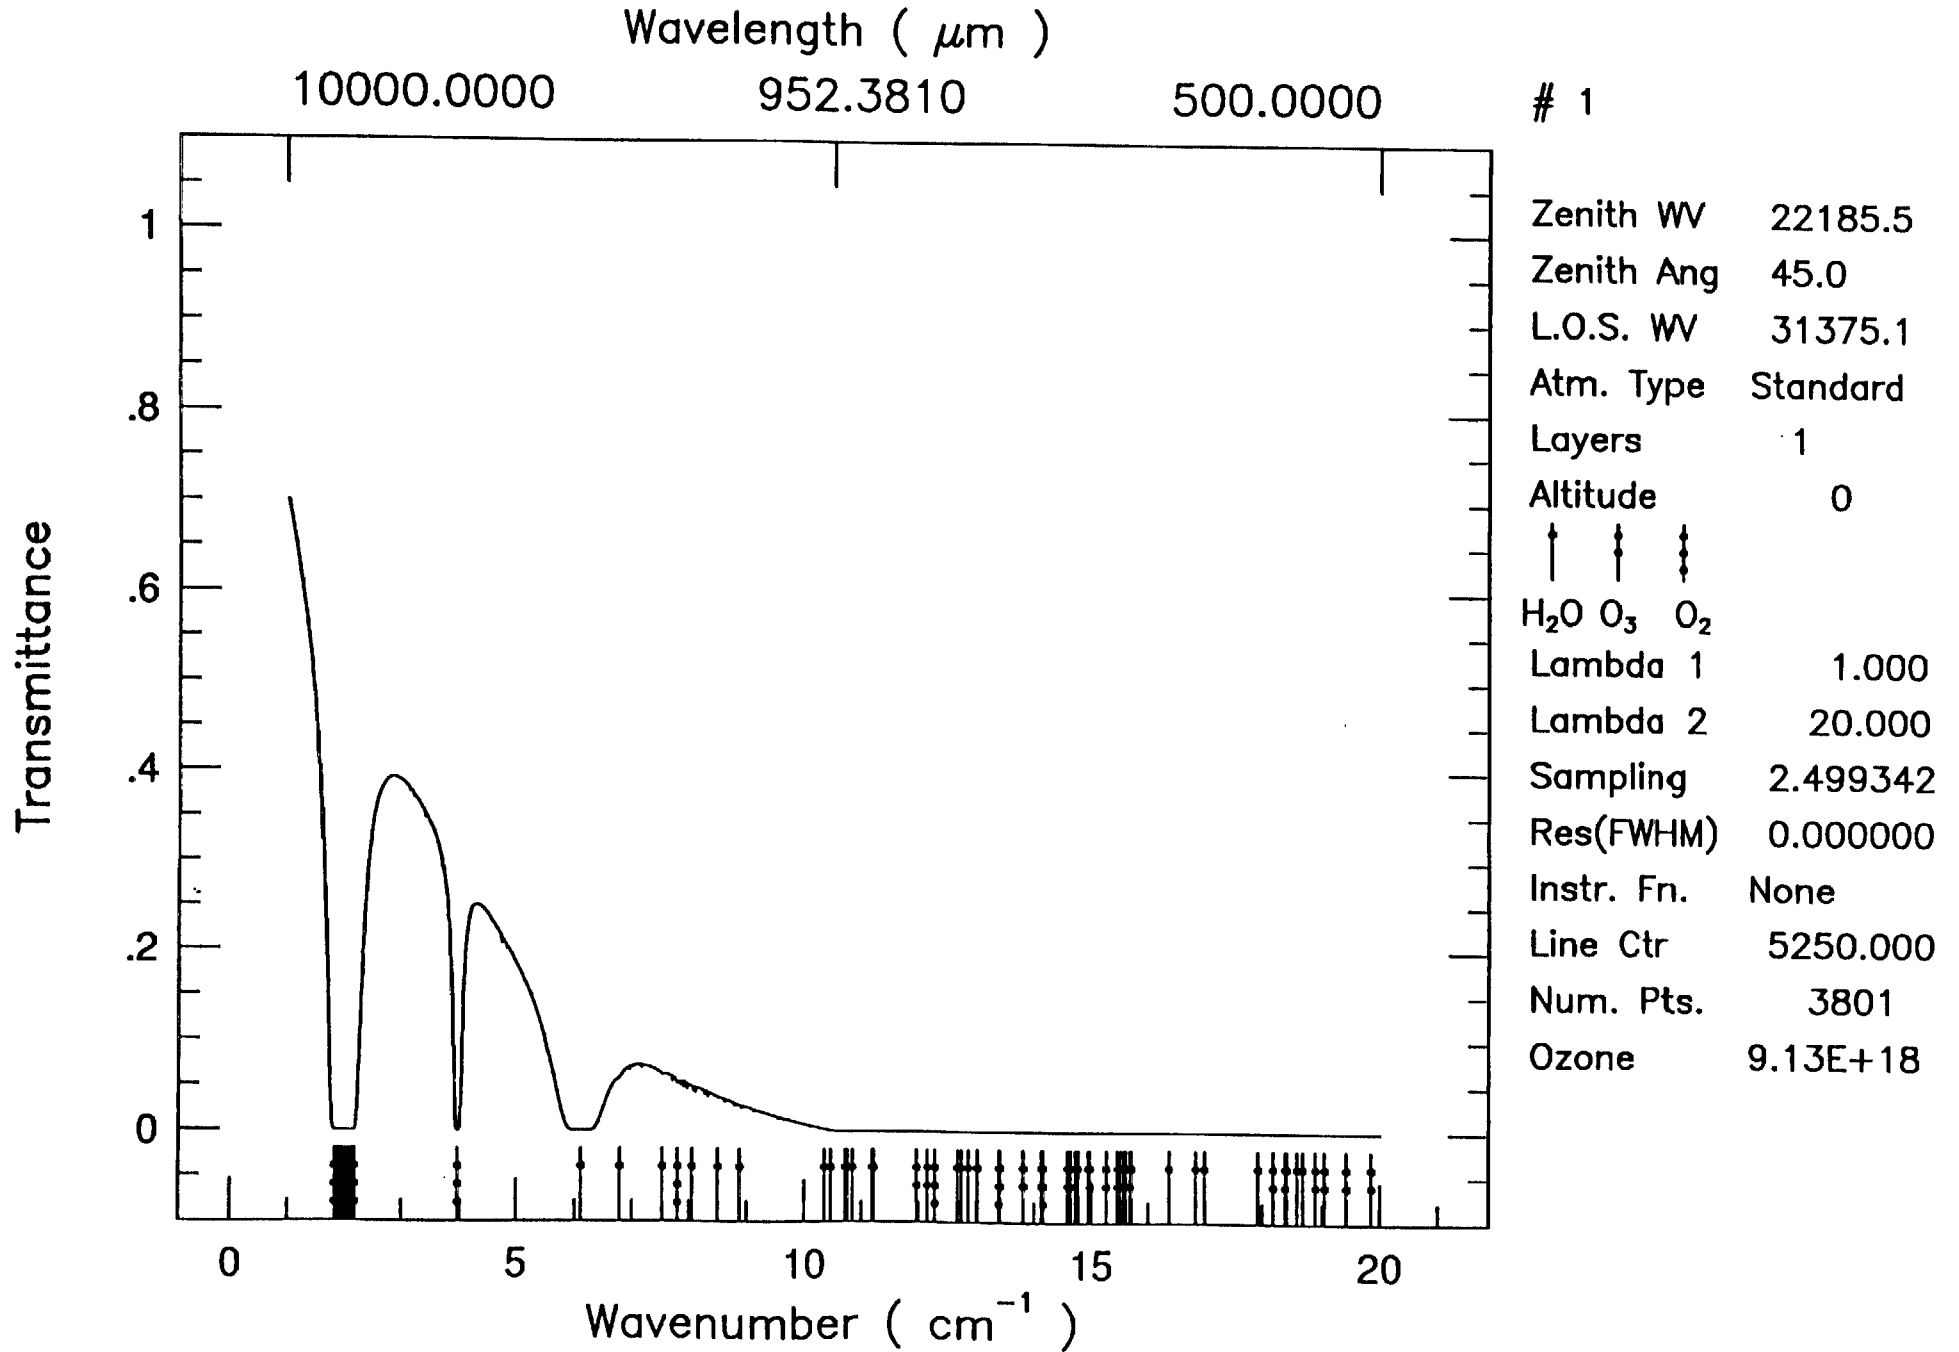 Wavelength ( μm )
10000.0000 952.3810 500.0000
# 1
1
.8
.6
.4
.2
0
Transmittance
0 5 10 15 20
Wavenumber ( cm⁻¹ )
Zenith WV 22185.5
Zenith Ang 45.0
L.O.S. WV 31375.1
Atm. Type Standard
Layers 1
Altitude 0
H₂O O₃ O₂
Lambda 1 1.000
Lambda 2 20.000
Sampling 2.499342
Res(FWHM) 0.000000
Instr. Fn. None
Line Ctr 5250.000
Num. Pts. 3801
Ozone 9.13E+18